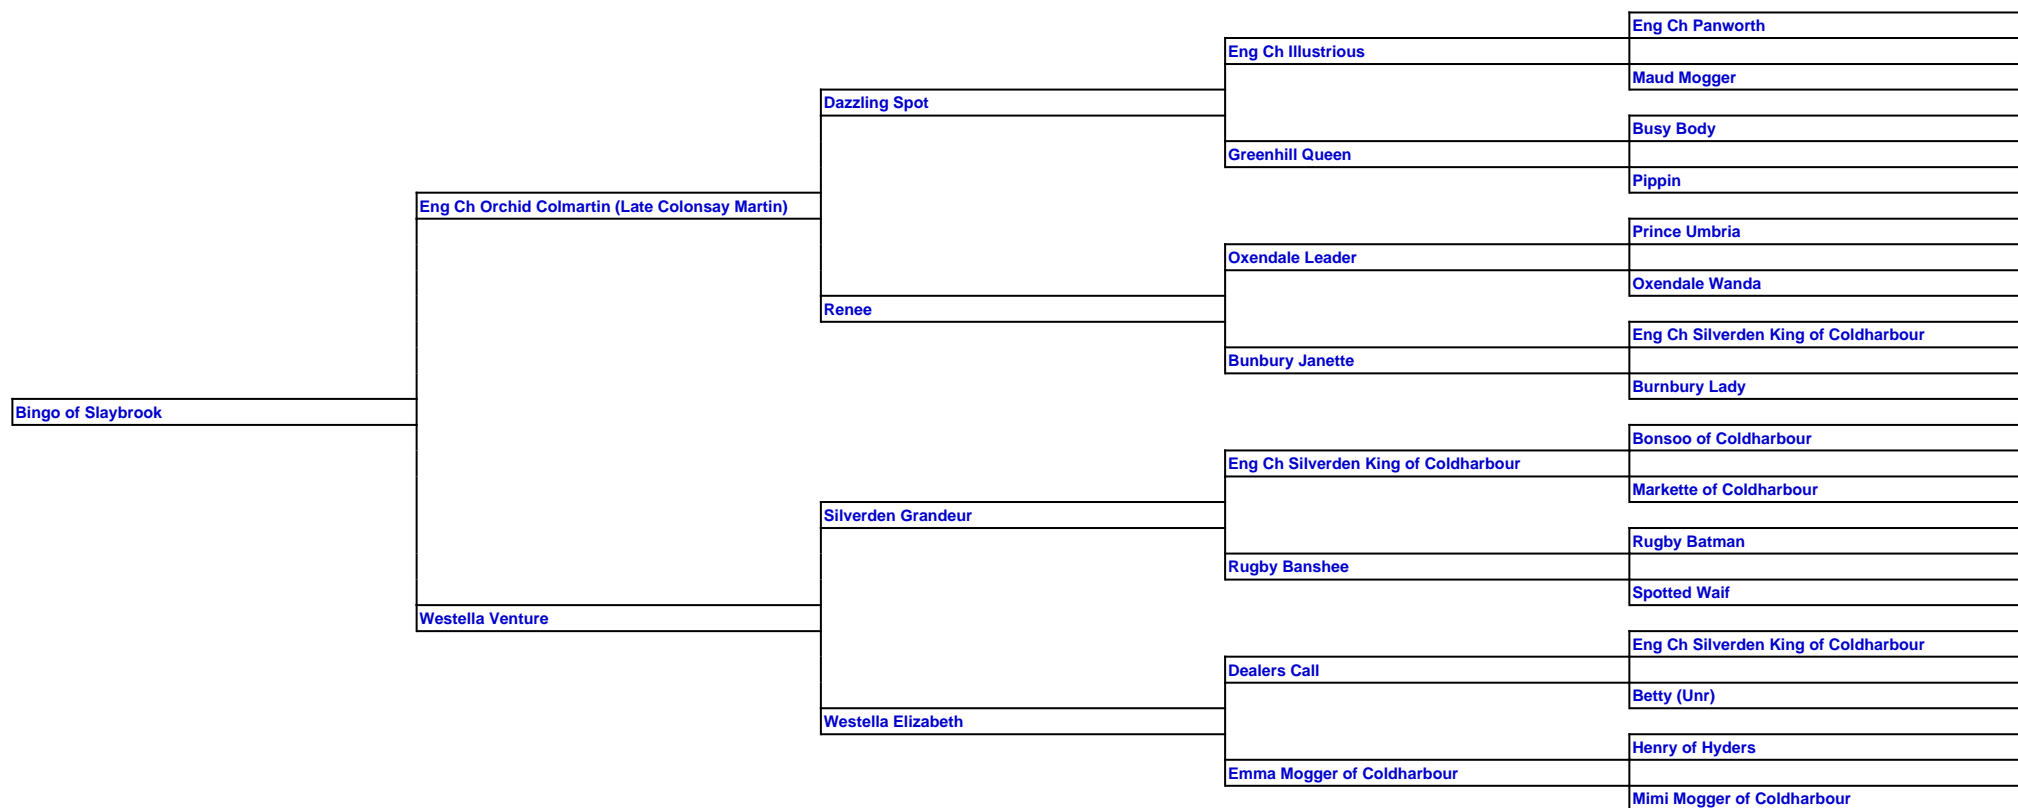 Eng Ch Panworth
Eng Ch Illustrious
Maud Mogger
Dazzling Spot
Busy Body
Greenhill Queen
Pippin
Eng Ch Orchid Colmartin (Late Colonsay Martin)
Prince Umbria
Oxendale Leader
Oxendale Wanda
Renee
Eng Ch Silverden King of Coldharbour
Bunbury Janette
Burnbury Lady
Bingo of Slaybrook
Bonsoo of Coldharbour
Eng Ch Silverden King of Coldharbour
Markette of Coldharbour
Silverden Grandeur
Rugby Batman
Rugby Banshee
Spotted Waif
Westella Venture
Eng Ch Silverden King of Coldharbour
Dealers Call
Betty (Unr)
Westella Elizabeth
Henry of Hyders
Emma Mogger of Coldharbour
Mimi Mogger of Coldharbour